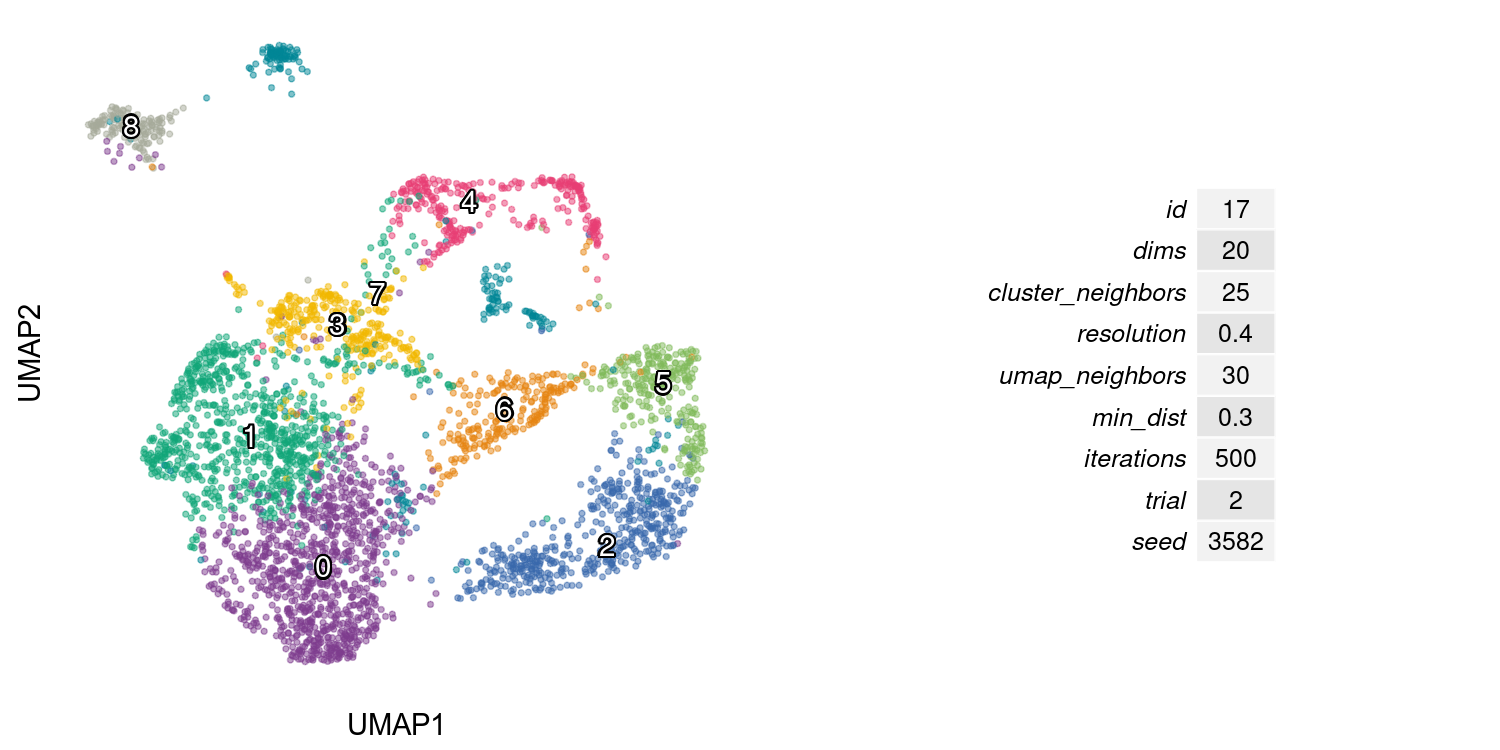 8
4
7
3
5
6
1
2
0
UMAP2
UMAP1
id 17
dims 20
cluster_neighbors 25
resolution 0.4
umap_neighbors 30
min_dist 0.3
iterations 500
trial 2
seed 3582